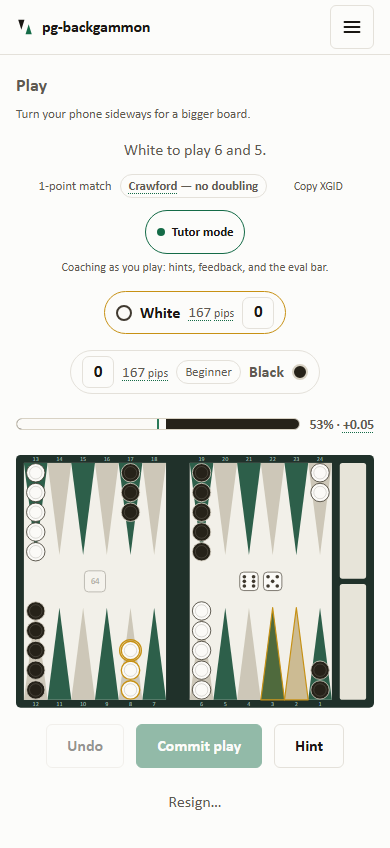 pg-backgammon
Play
Turn your phone sideways for a bigger board.
White to play 6 and 5.
1-point match Crawford — no doubling Copy XGID
Tutor mode
Coaching as you play: hints, feedback, and the eval bar.
White 167 pips 0
0 167 pips Beginner Black
53% · +0.05
13 14 15 16 17 18 19 20 21 22 23 24
64
12 11 10 9 8 7 6 5 4 3 2 1
Undo Commit play Hint
Resign...